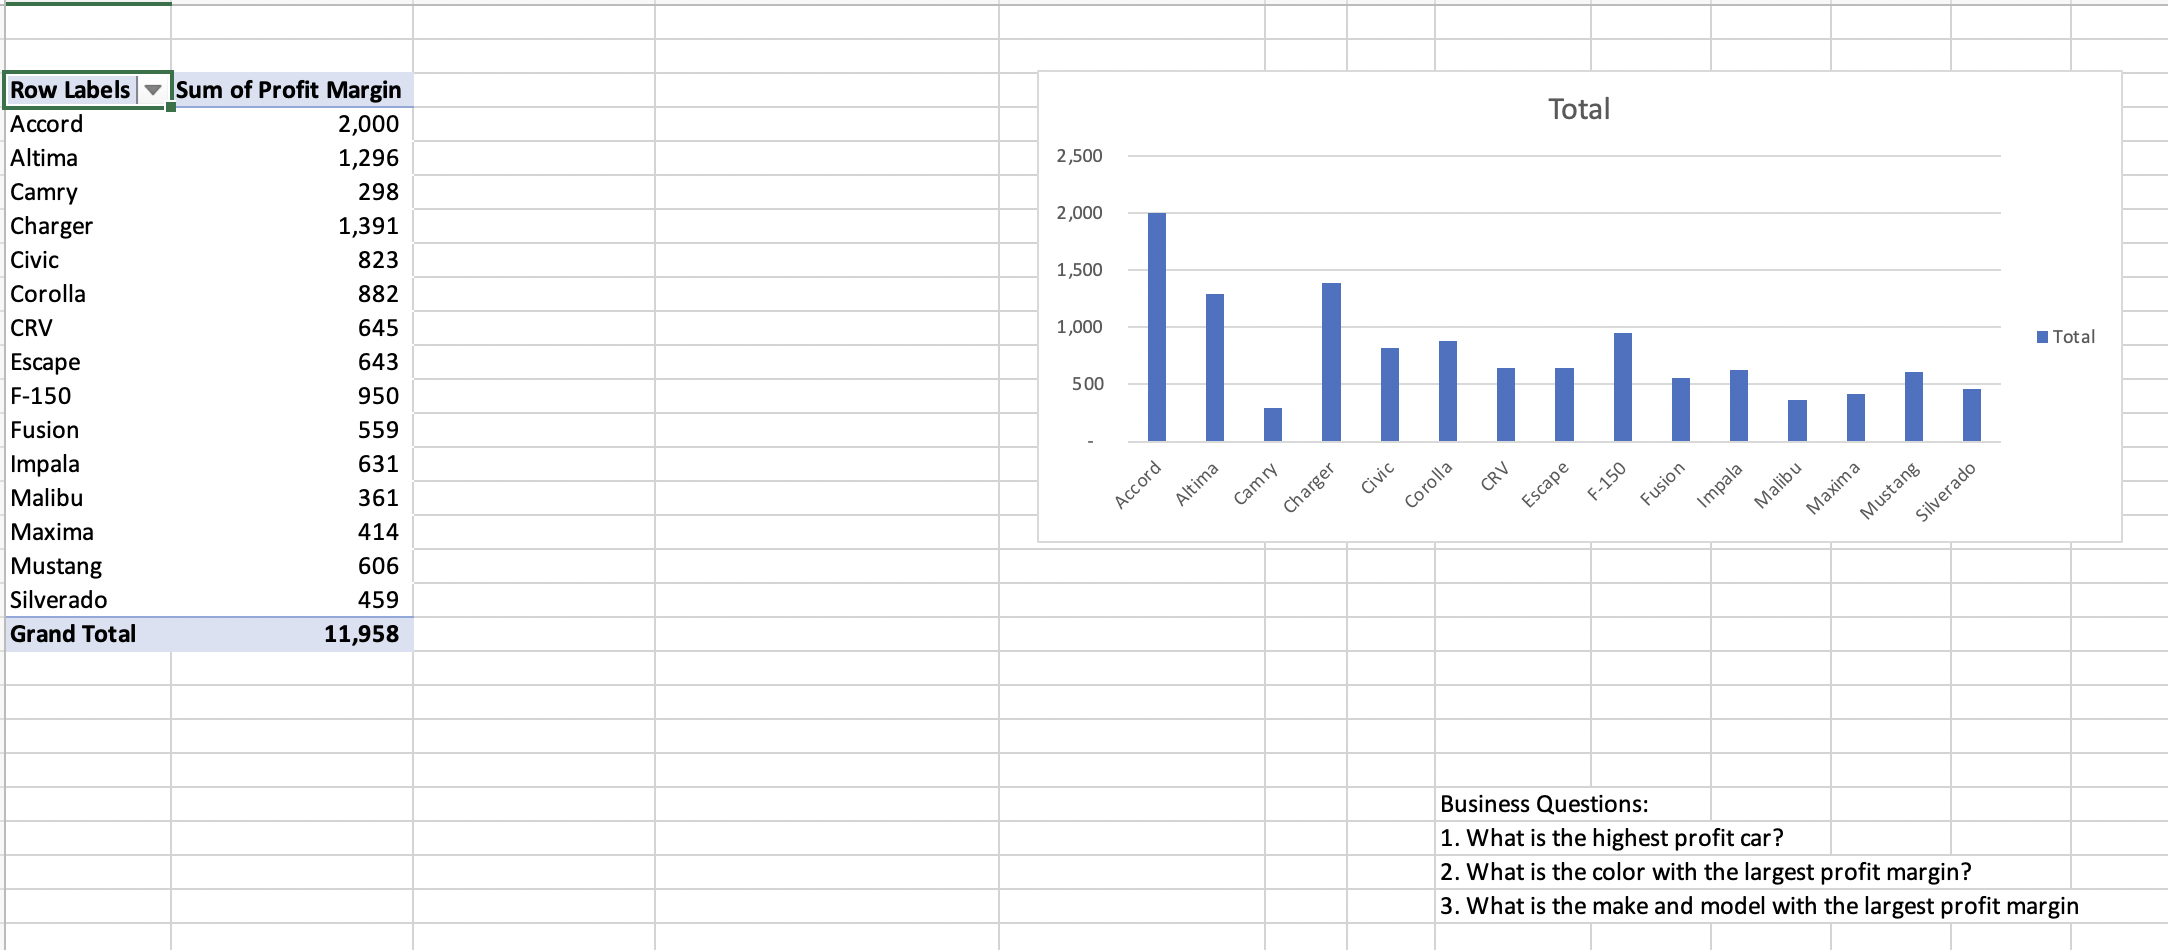 Row Labels Sum of Profit Margin
Accord 2,000
Altima 1,296
Camry 298
Charger 1,391
Civic 823
Corolla 882
CRV 645
Escape 643
F-150 950
Fusion 559
Impala 631
Malibu 361
Maxima 414
Mustang 606
Silverado 459
Grand Total 11,958
Total
2,500
2,000
1,500
1,000
500
-
Accord Altima Camry Charger Civic Corolla CRV Escape F-150 Fusion Impala Malibu Maxima Mustang Silverado
Total
Business Questions:
1. What is the highest profit car?
2. What is the color with the largest profit margin?
3. What is the make and model with the largest profit margin